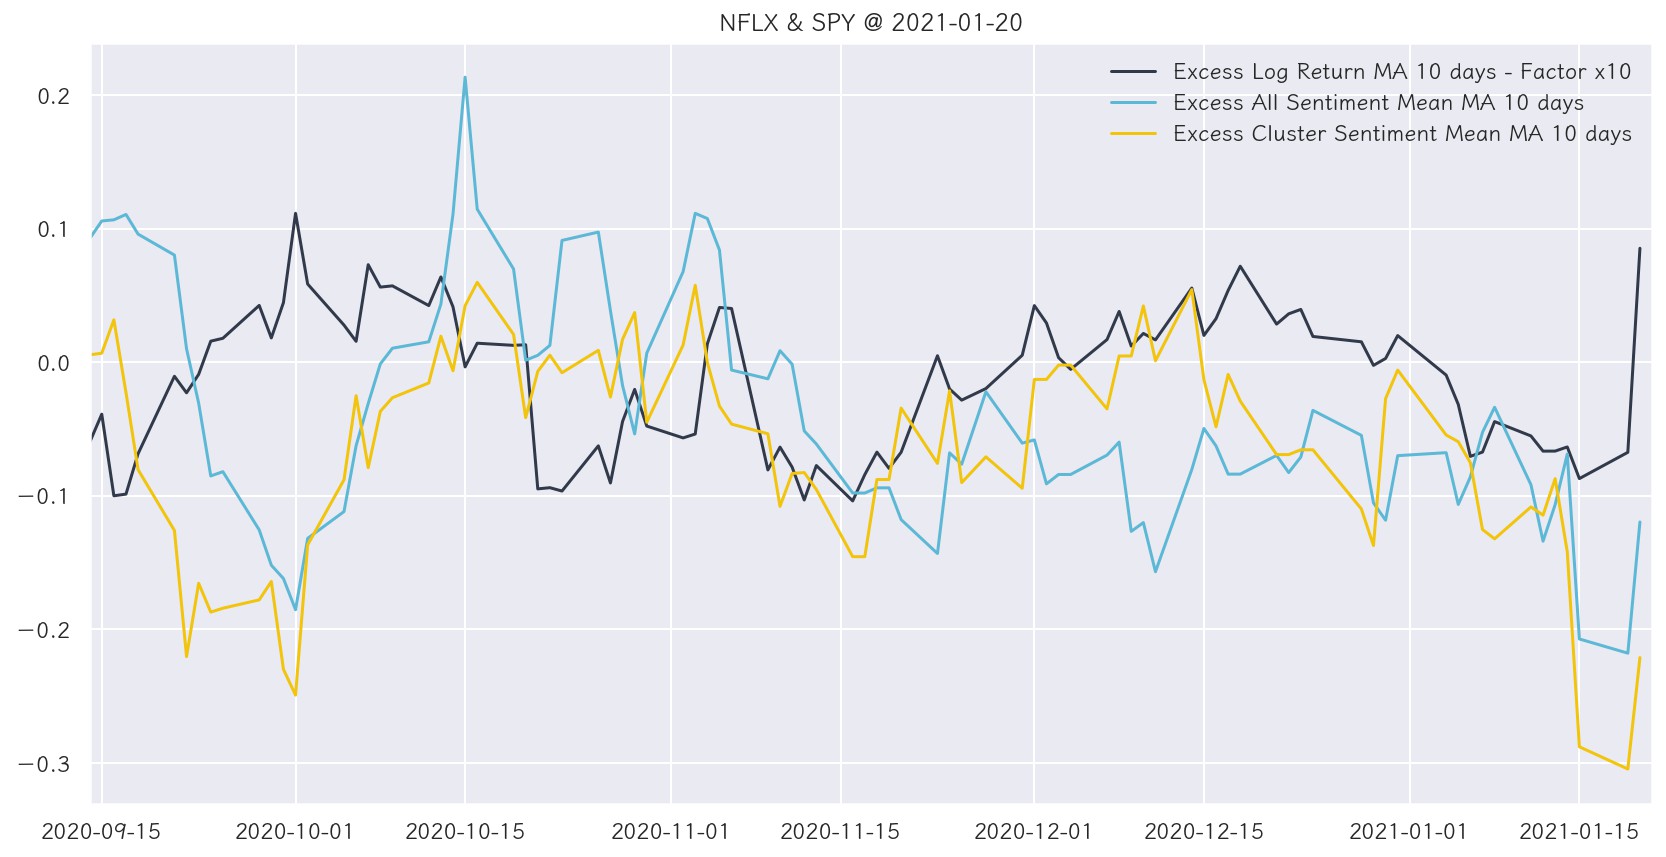 NFLX & SPY @ 2021-01-20
Excess Log Return MA 10 days - Factor x10
Excess All Sentiment Mean MA 10 days
Excess Cluster Sentiment Mean MA 10 days
0.2
0.1
0.0
−0.1
−0.2
−0.3
2020-09-15 2020-10-01 2020-10-15 2020-11-01 2020-11-15 2020-12-01 2020-12-15 2021-01-01 2021-01-15